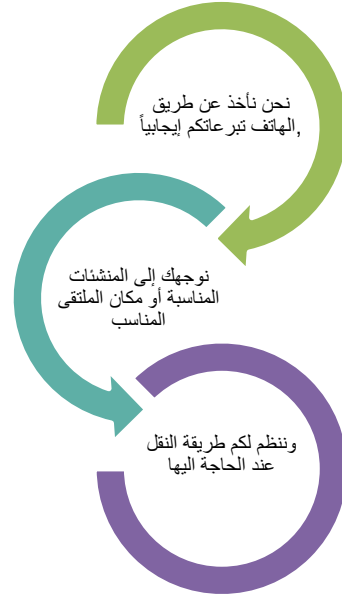 نحن نأخذ عن طريق
الهاتف تبرعاتكم إيجابياً,
نوجهك إلى المنشئات
المناسبة أو مكان الملتقى
المناسب
وننظم لكم طريقة النقل
عند الحاجة اليها